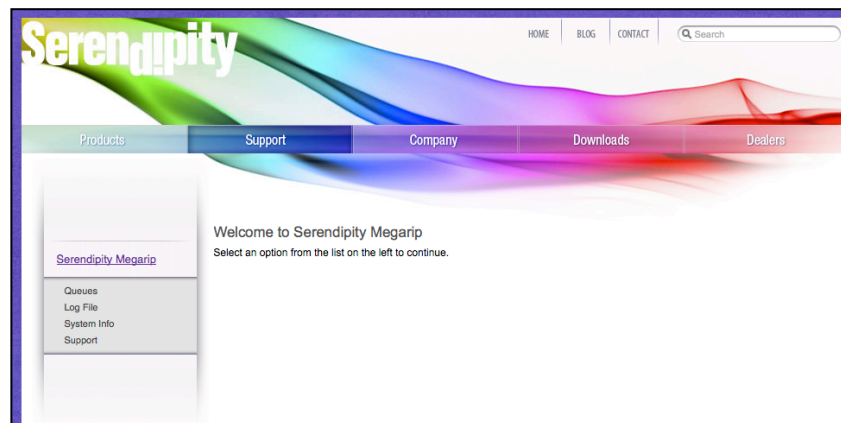 Serendipity
HOME BLOG CONTACT Search
Products Support Company Downloads Dealers
Welcome to Serendipity Megarip
Select an option from the list on the left to continue.
Serendipity Megarip
Queues
Log File
System Info
Support